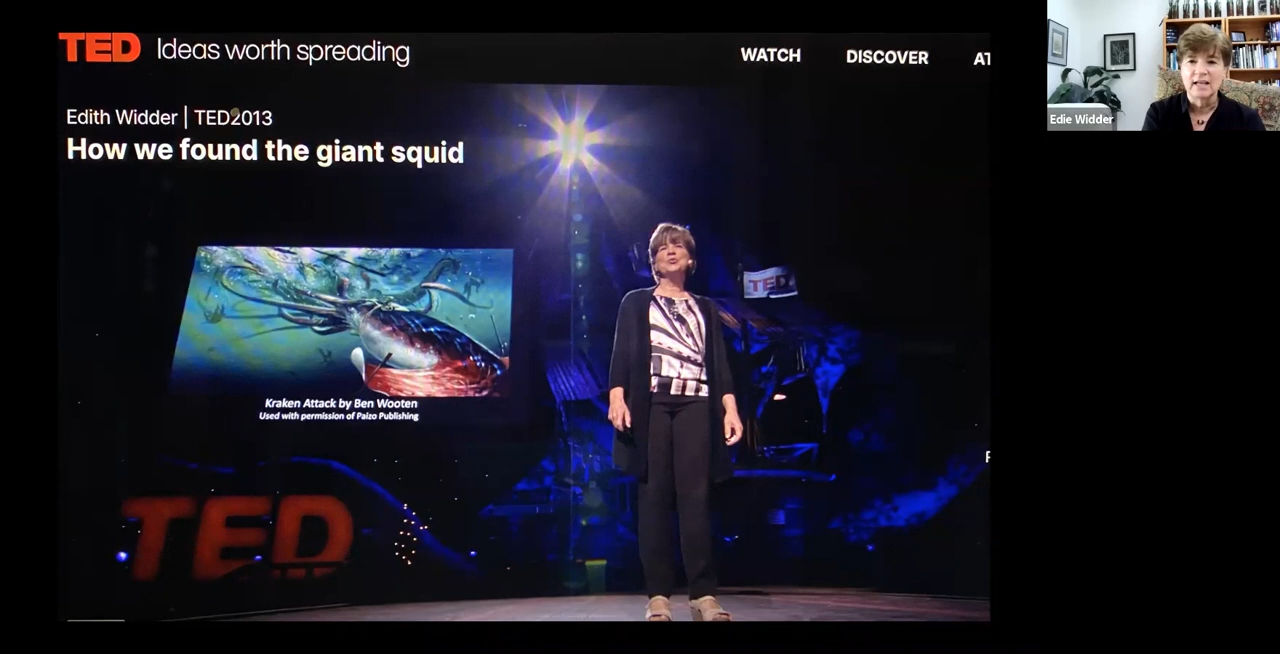 TED Ideas worth spreading
WATCH DISCOVER AT
Edith Widder | TED2013
How we found the giant squid
TED
Kraken Attack by Ben Wooten
Used with permission of Paizo Publishing
TED
Edie Widder